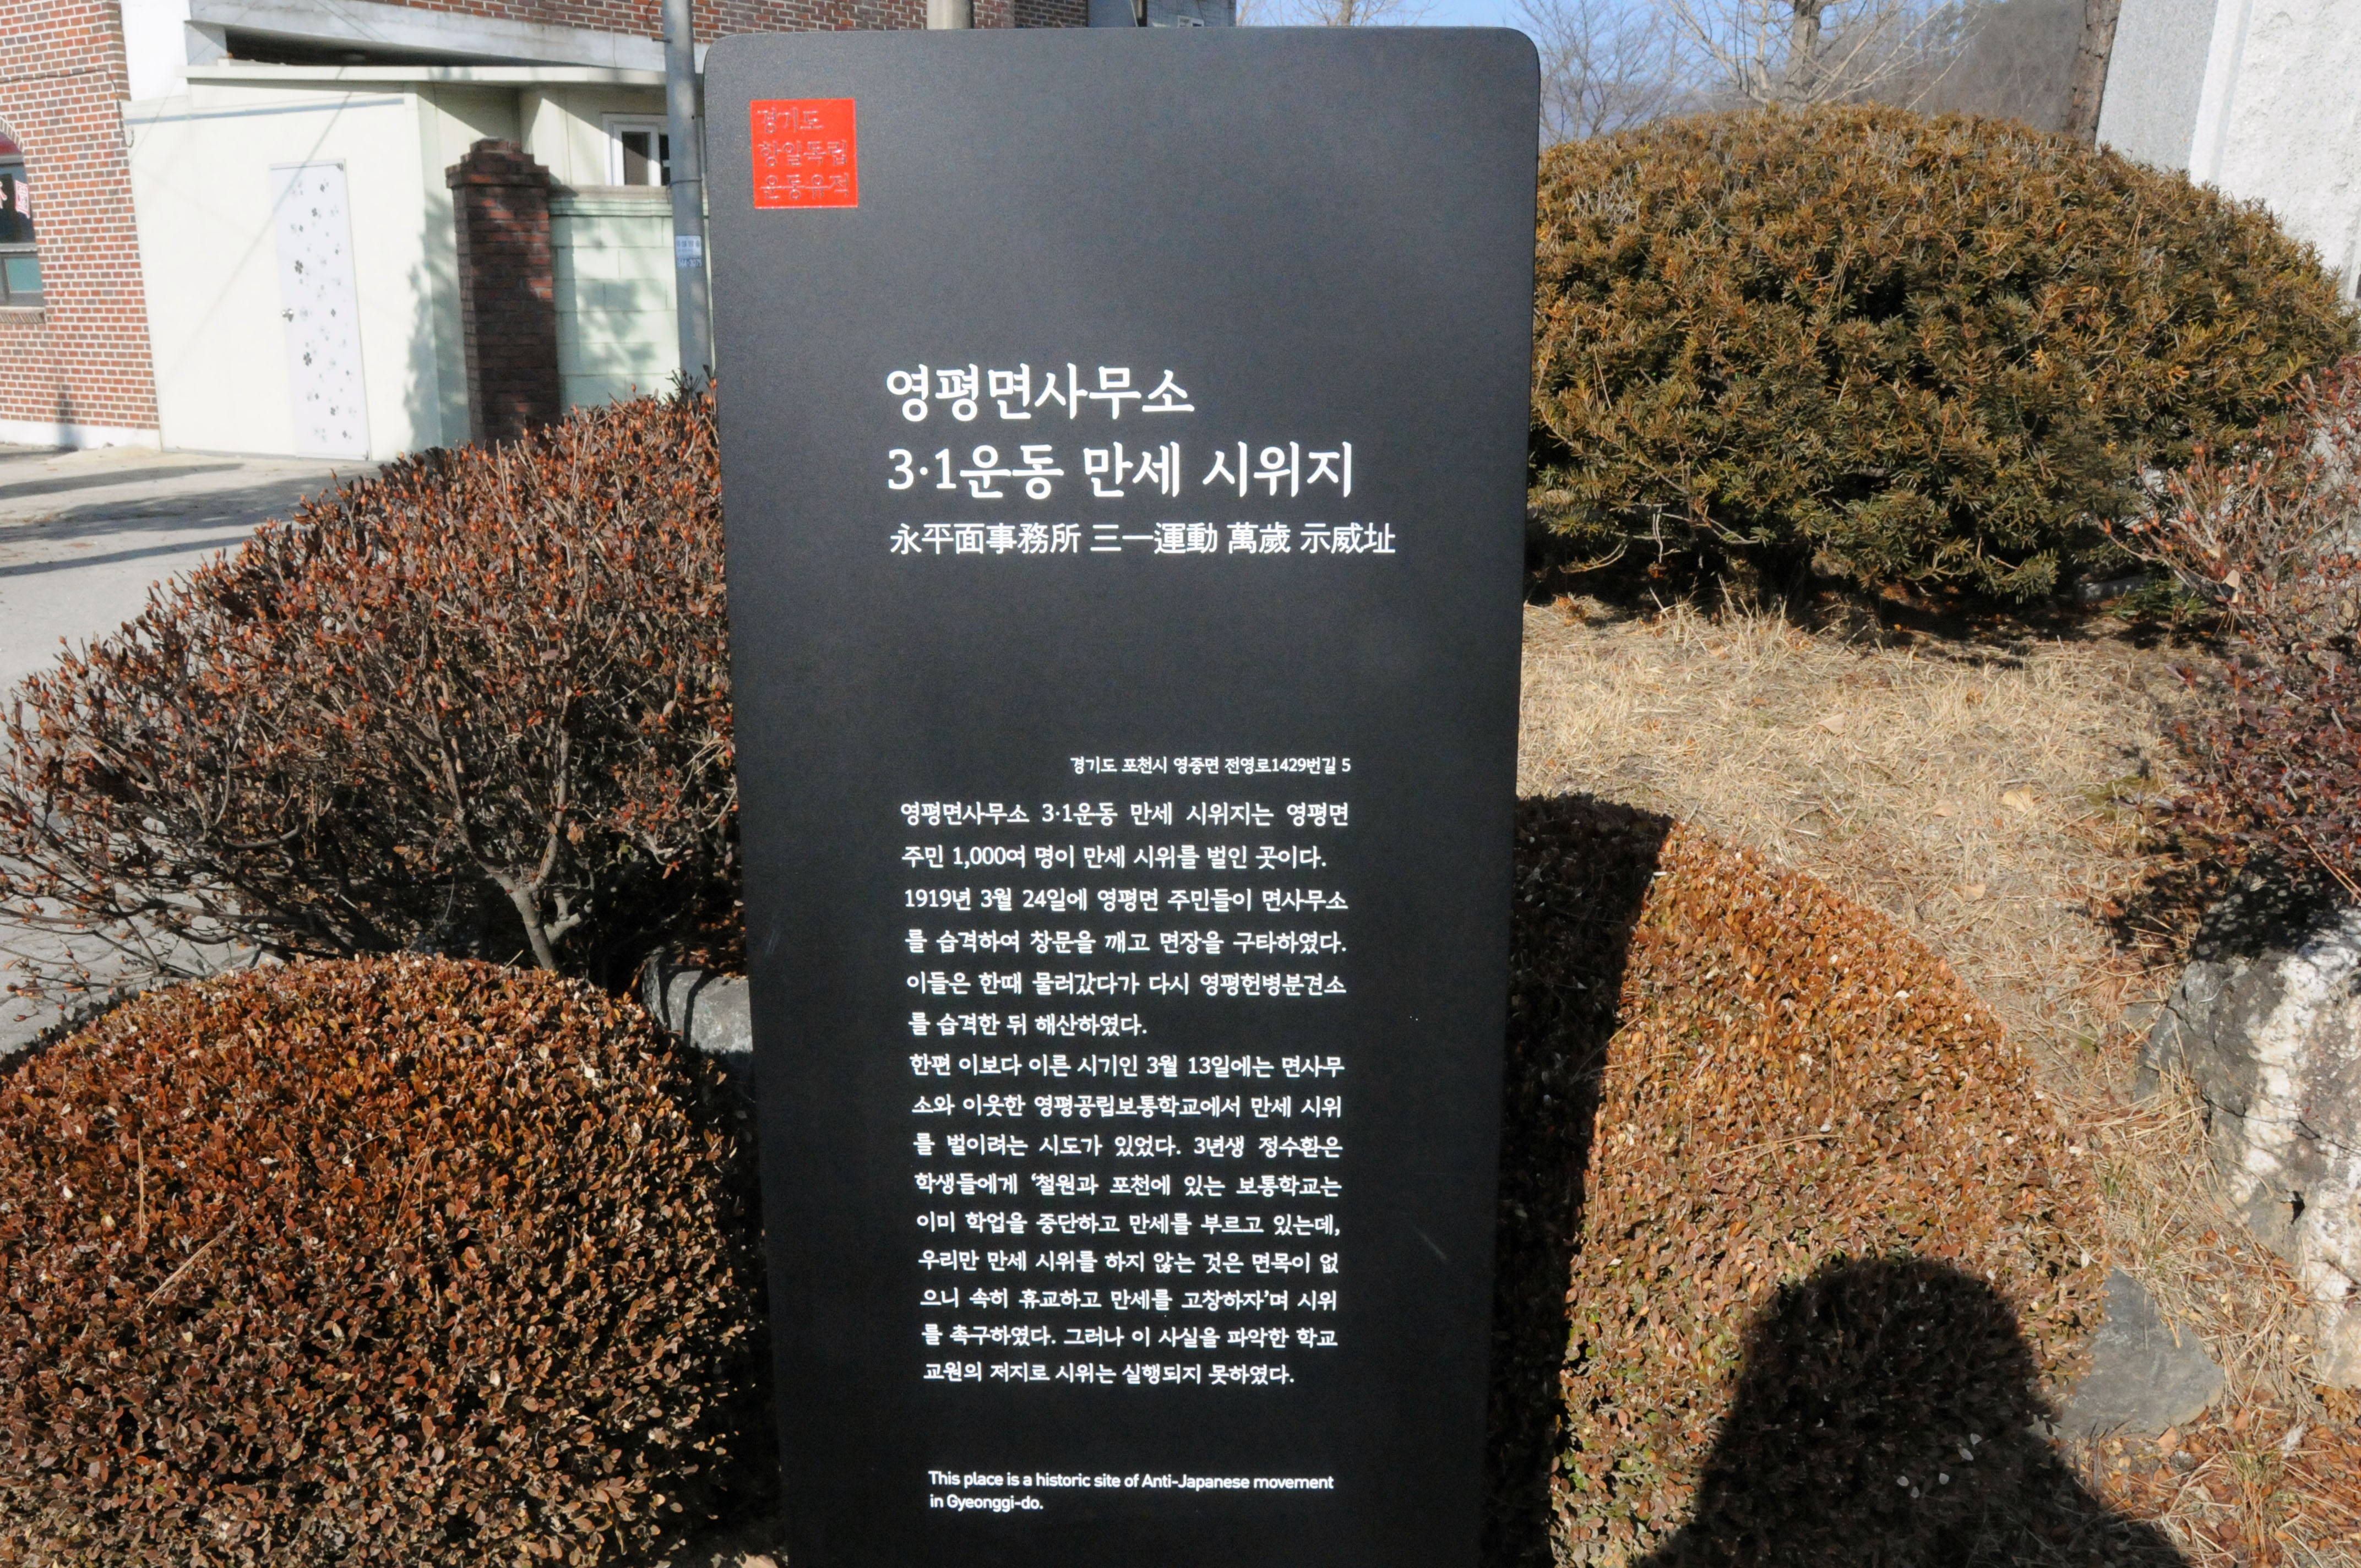 경기도
항일독립
운동유적
영평면사무소
3·1운동 만세 시위지
永平面事務所 三一運動 萬歲 示威址
경기도 포천시 영중면 전영로1429번길 5
영평면사무소 3·1운동 만세 시위지는 영평면
주민 1,000여 명이 만세 시위를 벌인 곳이다.
1919년 3월 24일에 영평면 주민들이 면사무소
를 습격하여 창문을 깨고 면장을 구타하였다.
이들은 한때 물러갔다가 다시 영평헌병분견소
를 습격한 뒤 해산하였다.
한편 이보다 이른 시기인 3월 13일에는 면사무
소와 이웃한 영평공립보통학교에서 만세 시위
를 벌이려는 시도가 있었다. 3년생 정수환은
학생들에게 ‘철원과 포천에 있는 보통학교는
이미 학업을 중단하고 만세를 부르고 있는데,
우리만 만세 시위를 하지 않는 것은 면목이 없
으니 속히 휴교하고 만세를 고창하자’며 시위
를 촉구하였다. 그러나 이 사실을 파악한 학교
교원의 저지로 시위는 실행되지 못하였다.
This place is a historic site of Anti-Japanese movement
in Gyeonggi-do.